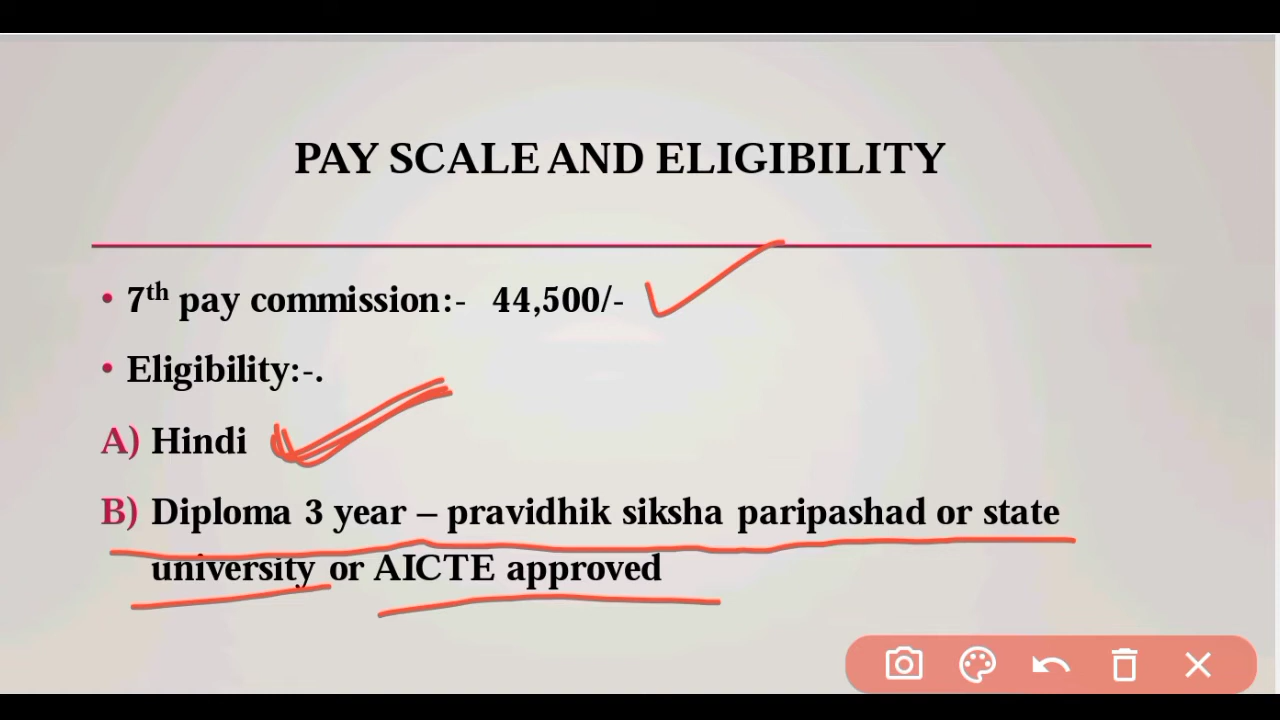 PAY SCALE AND ELIGIBILITY
• 7th pay commission:- 44,500/-
• Eligibility:-.
A) Hindi
B) Diploma 3 year – pravidhik siksha paripashad or state
university or AICTE approved